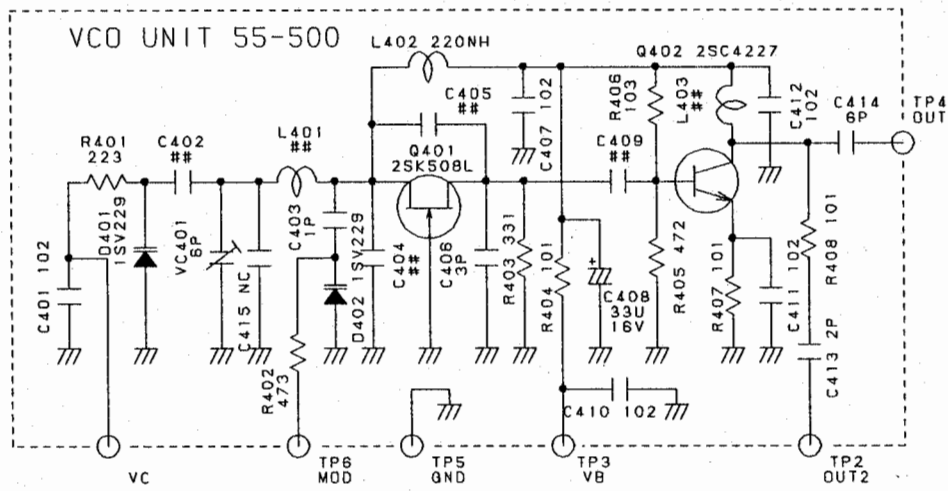 VCO UNIT 55-500
L402 220NH
Q402 2SC4227
C405
##
C407 102
R406
103
L403
##
C412
102
C414
6P
TP4
OUT
R401
223
C402
##
L401
##
Q401
2SK508L
C409
##
D401
1SV229
VC401
6P
C403
1P
C401 102
C415 NC
D402 1SV229
C404
##
C406
3P
R403 331
R404 101
+
C408
33U
16V
R405 472
R407 101
C411 102
R408 101
R402
473
C410 102
C413 2P
VC
TP6
MOD
TP5
GND
TP3
VB
TP2
OUT2